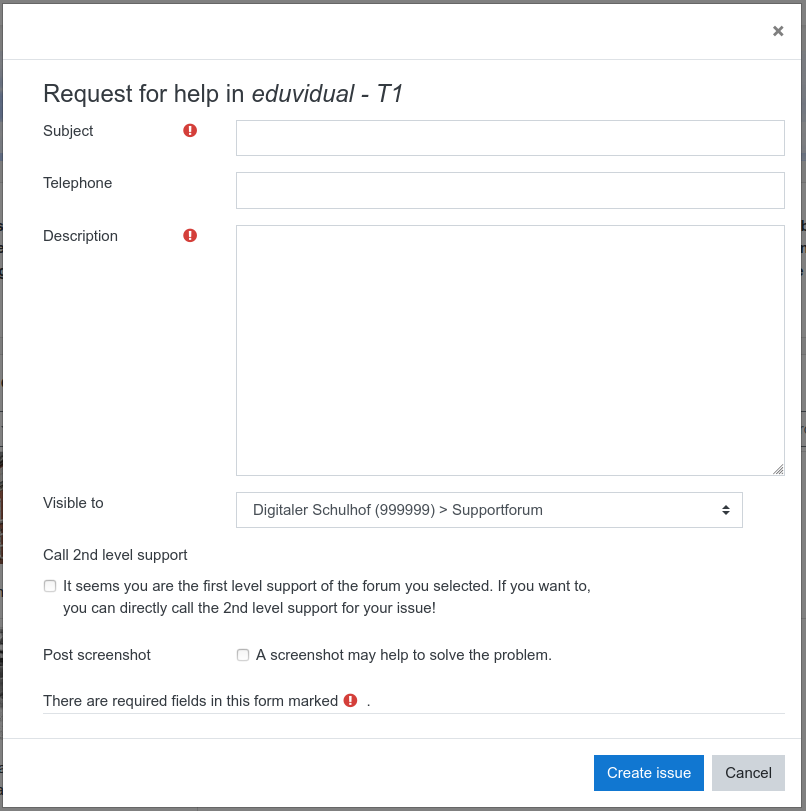 ×
Request for help in eduvidual - T1
Subject
Telephone
Description
Visible to
Digitaler Schulhof (999999) > Supportforum
Call 2nd level support
It seems you are the first level support of the forum you selected. If you want to,
you can directly call the 2nd level support for your issue!
Post screenshot
A screenshot may help to solve the problem.
There are required fields in this form marked ! .
Create issue
Cancel